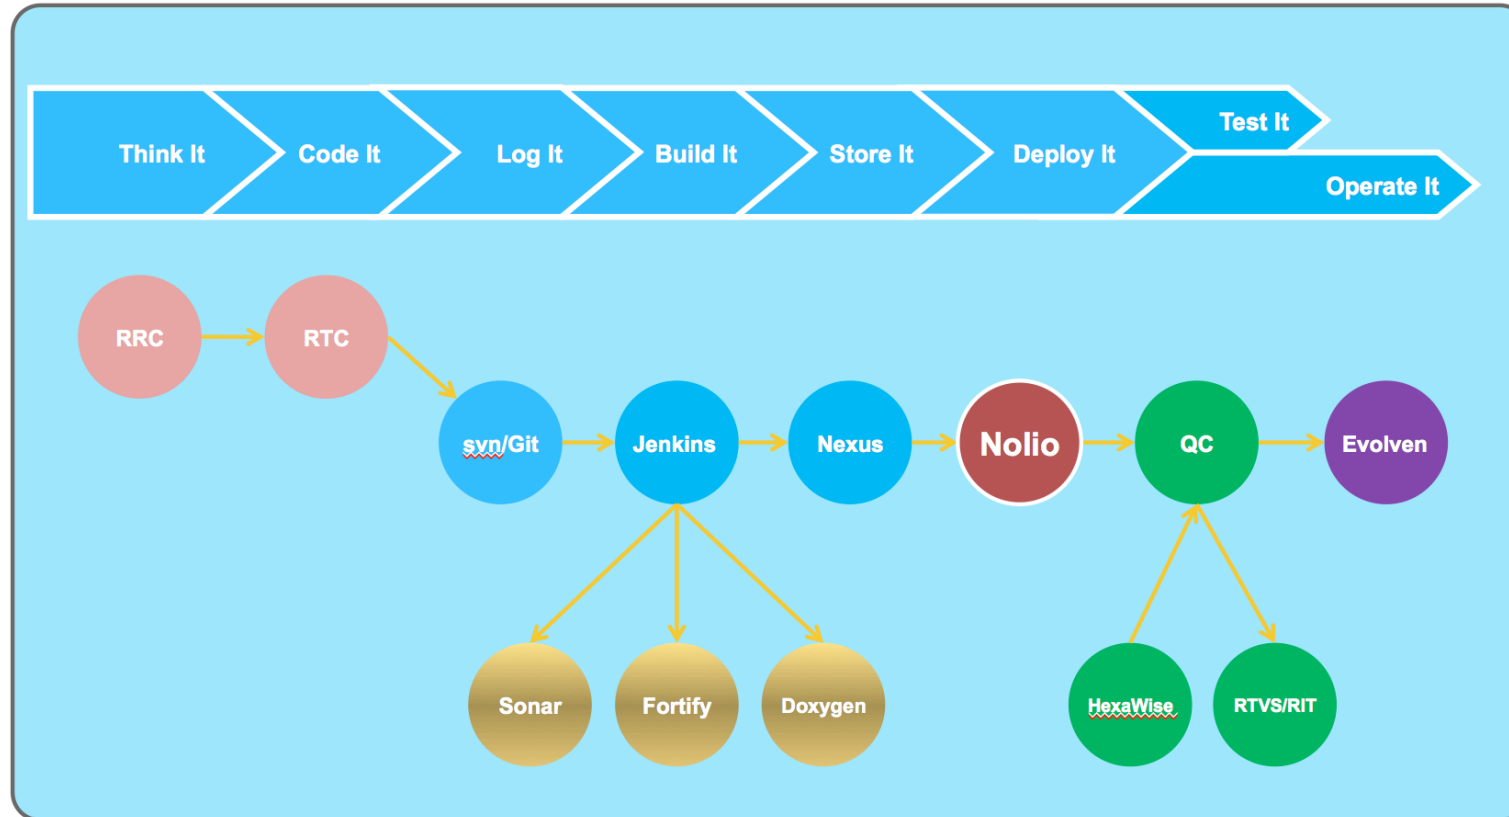 Think It
Code It
Log It
Build It
Store It
Deploy It
Test It
Operate It
RRC
RTC
svn/Git
Jenkins
Nexus
Nolio
QC
Evolven
Sonar
Fortify
Doxygen
HexaWise
RTVS/RIT